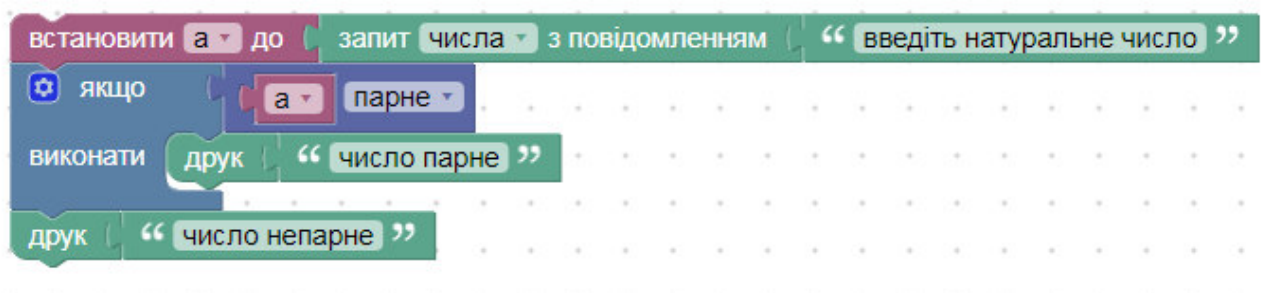 встановити а до запит числа з повідомленням “ введіть натуральне число ”
якщо а парне
виконати друк “ число парне ”
друк “ число непарне ”